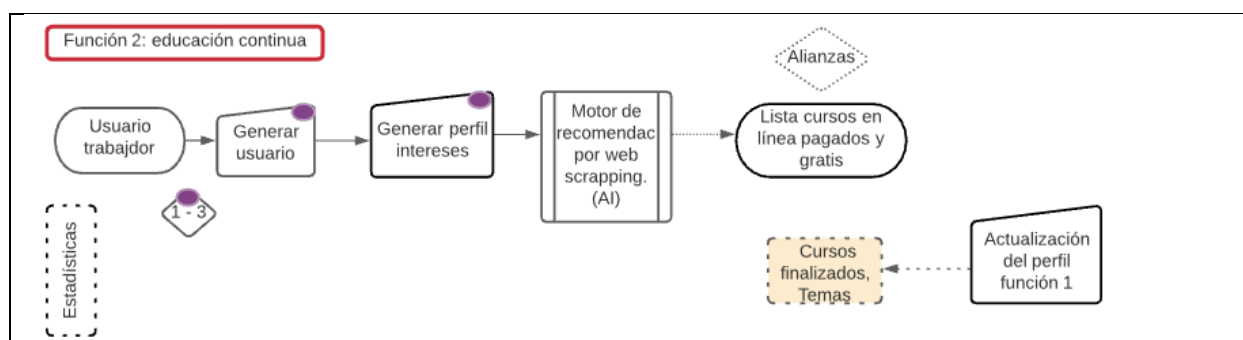 Función 2: educación continua
Alianzas
Usuario
trabajdor
Generar
usuario
Generar perfil
intereses
Motor de
recomendac
por web
scrapping.
(AI)
Lista cursos en
línea pagados y
gratis
1 - 3
Estadísticas
Cursos
finalizados,
Temas
Actualización
del perfil
función 1